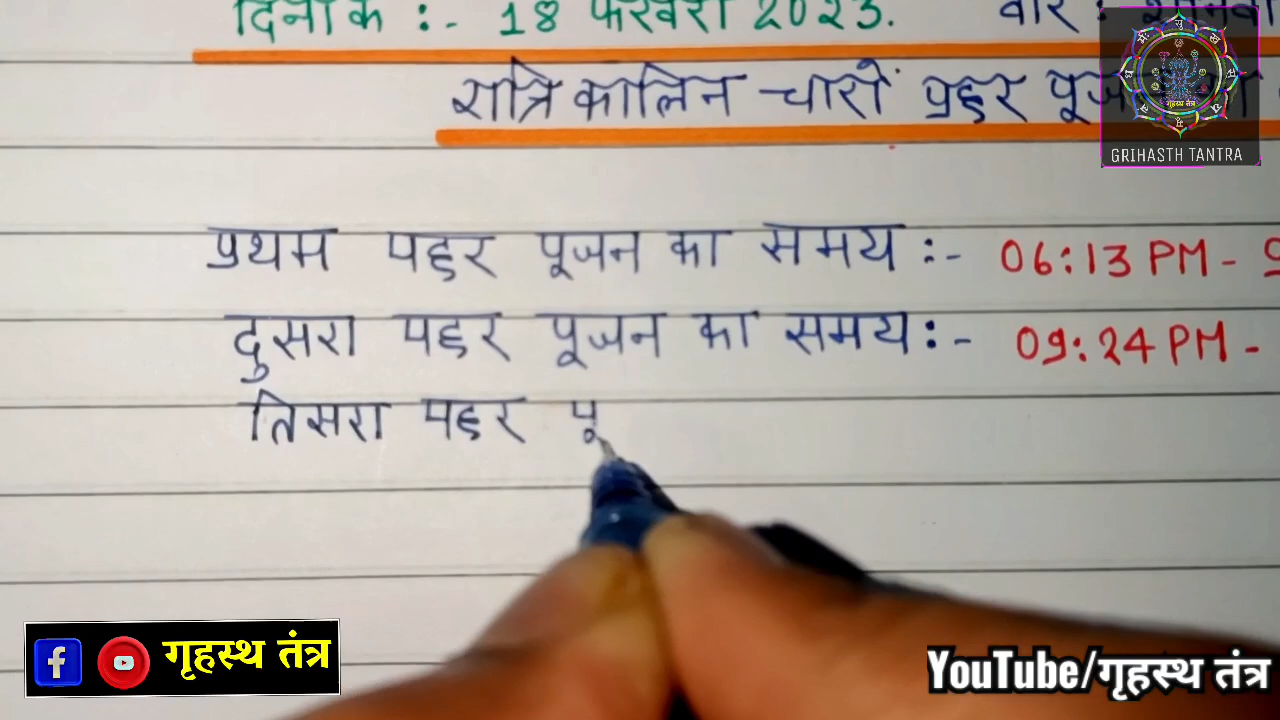 दिनांक :- 18 फरवरी 2023. वार :
रात्रि कालिन चारों प्रहर
GRIHASTH TANTRA
प्रथम पहर पूजन का समय :- 06:13 PM -
दुसरा पहर पूजन का समय :- 09:24 PM -
तिसरा पहर पू
गृहस्थ तंत्र
YouTube/गृहस्थ तंत्र